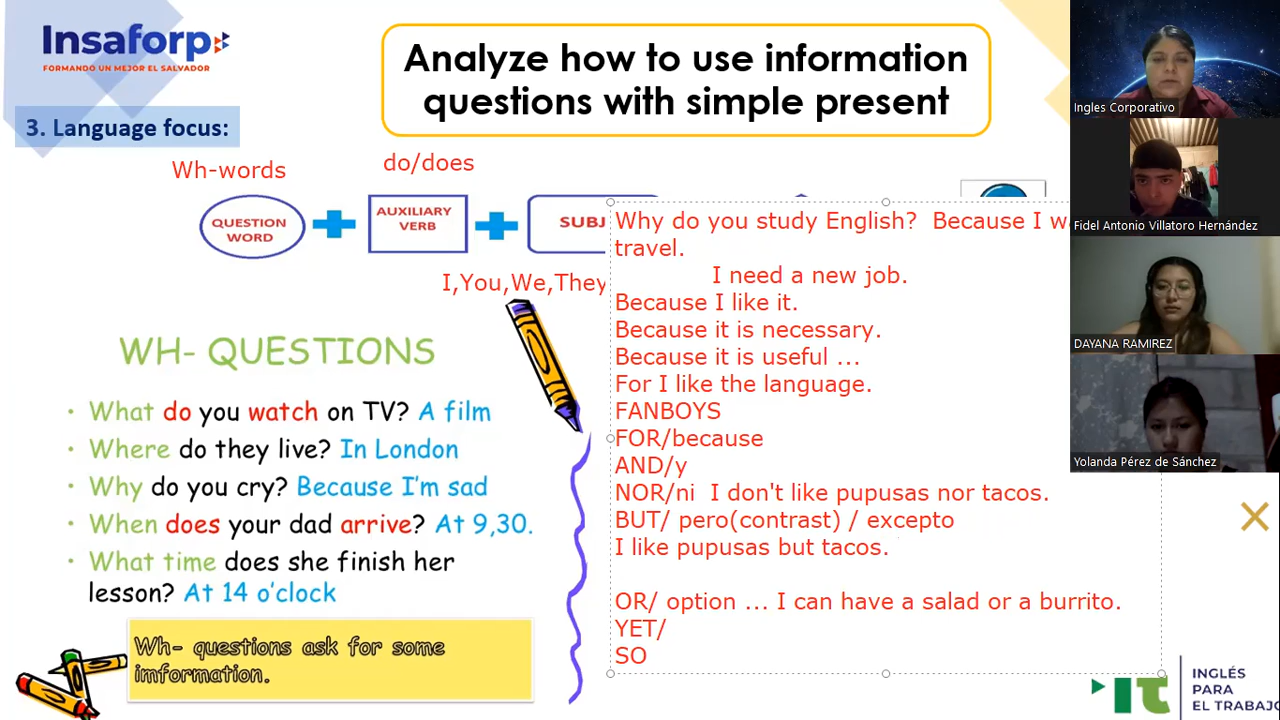 Insaforp
FORMANDO UN MEJOR EL SALVADOR
Analyze how to use information
questions with simple present
3. Language focus:
Wh-words
do/does
QUESTION
WORD
AUXILIARY
VERB
SUBJ
I,You,We,They
WH- QUESTIONS
• What do you watch on TV? A film
• Where do they live? In London
• Why do you cry? Because I'm sad
• When does your dad arrive? At 9,30.
• What time does she finish her
lesson? At 14 o'clock
Wh- questions ask for some
imformation.
Why do you study English?  Because I w
travel.
I need a new job.
Because I like it.
Because it is necessary.
Because it is useful ...
For I like the language.
FANBOYS
FOR/because
AND/y
NOR/ni  I don't like pupusas nor tacos.
BUT/ pero(contrast) / excepto
I like pupusas but tacos.
OR/ option ... I can have a salad or a burrito.
YET/
SO
Ingles Corporativo
Fidel Antonio Villatoro Hernández
DAYANA RAMIREZ
Yolanda Pérez de Sánchez
IT
INGLÉS
PARA
EL TRABAJO